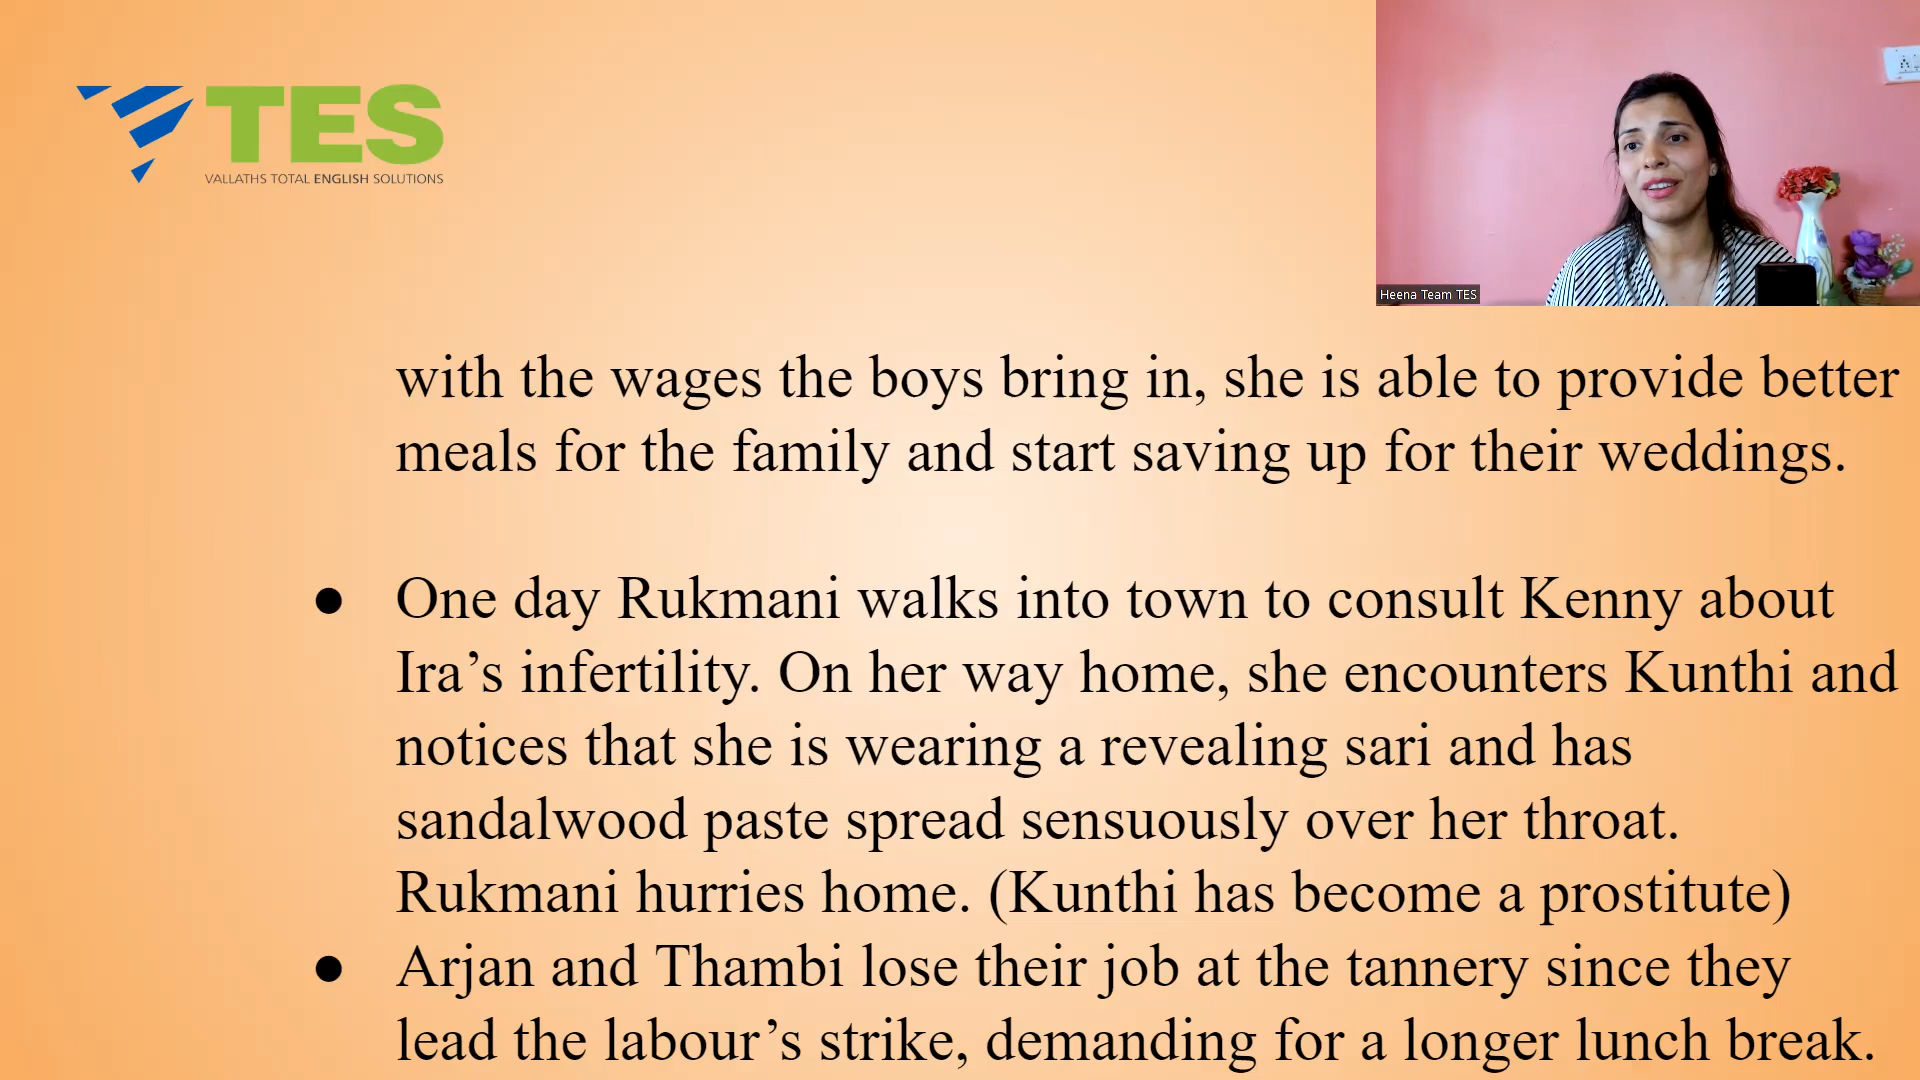 TES
VALLATHS TOTAL ENGLISH SOLUTIONS
Heena Team TES
with the wages the boys bring in, she is able to provide better
meals for the family and start saving up for their weddings.
● One day Rukmani walks into town to consult Kenny about
Ira’s infertility. On her way home, she encounters Kunthi and
notices that she is wearing a revealing sari and has
sandalwood paste spread sensuously over her throat.
Rukmani hurries home. (Kunthi has become a prostitute)
● Arjan and Thambi lose their job at the tannery since they
lead the labour’s strike, demanding for a longer lunch break.